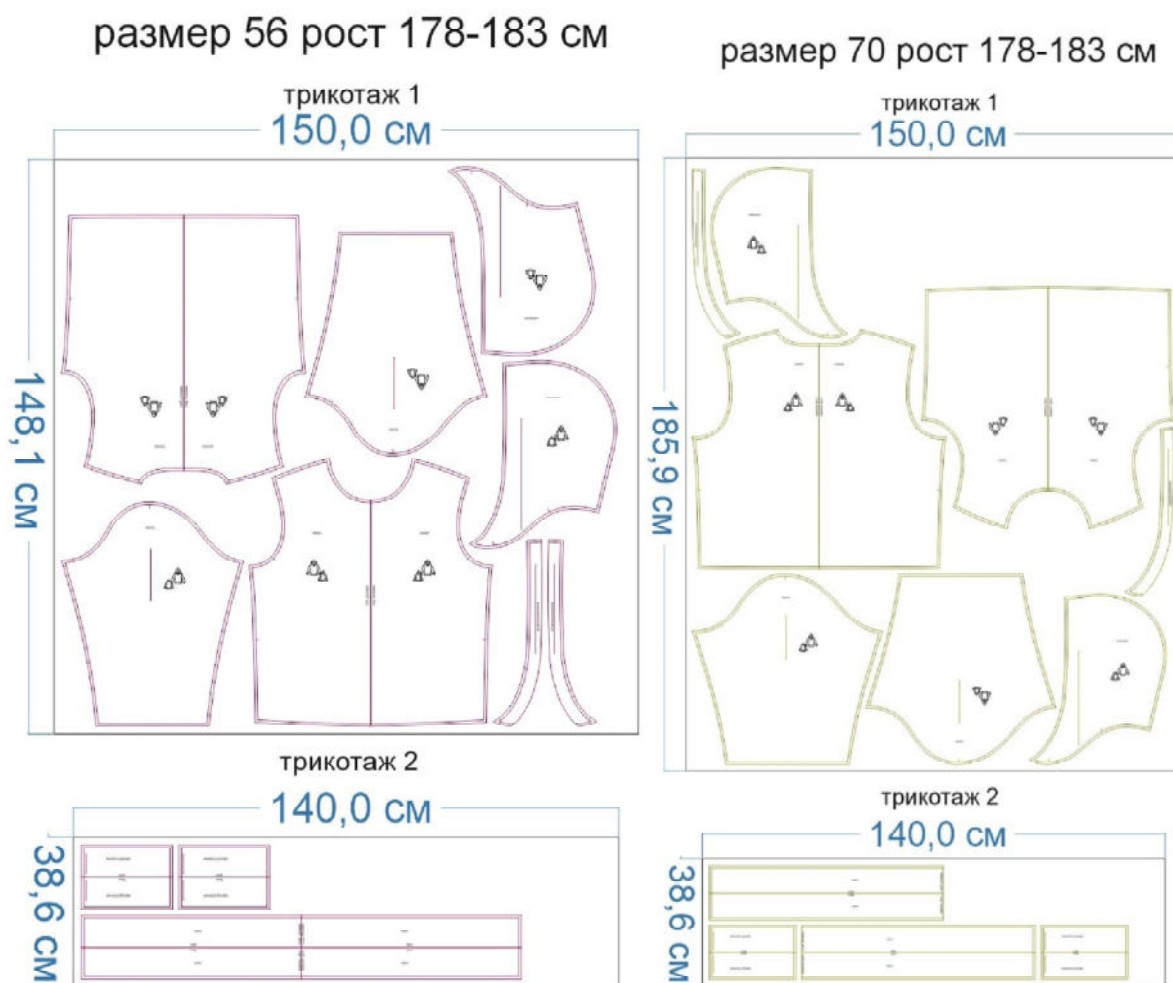 размер 56 рост 178-183 см
трикотаж 1
150,0 см
148,1 см
трикотаж 2
140,0 см
38,6 см
размер 70 рост 178-183 см
трикотаж 1
150,0 см
185,9 см
трикотаж 2
140,0 см
38,6 см